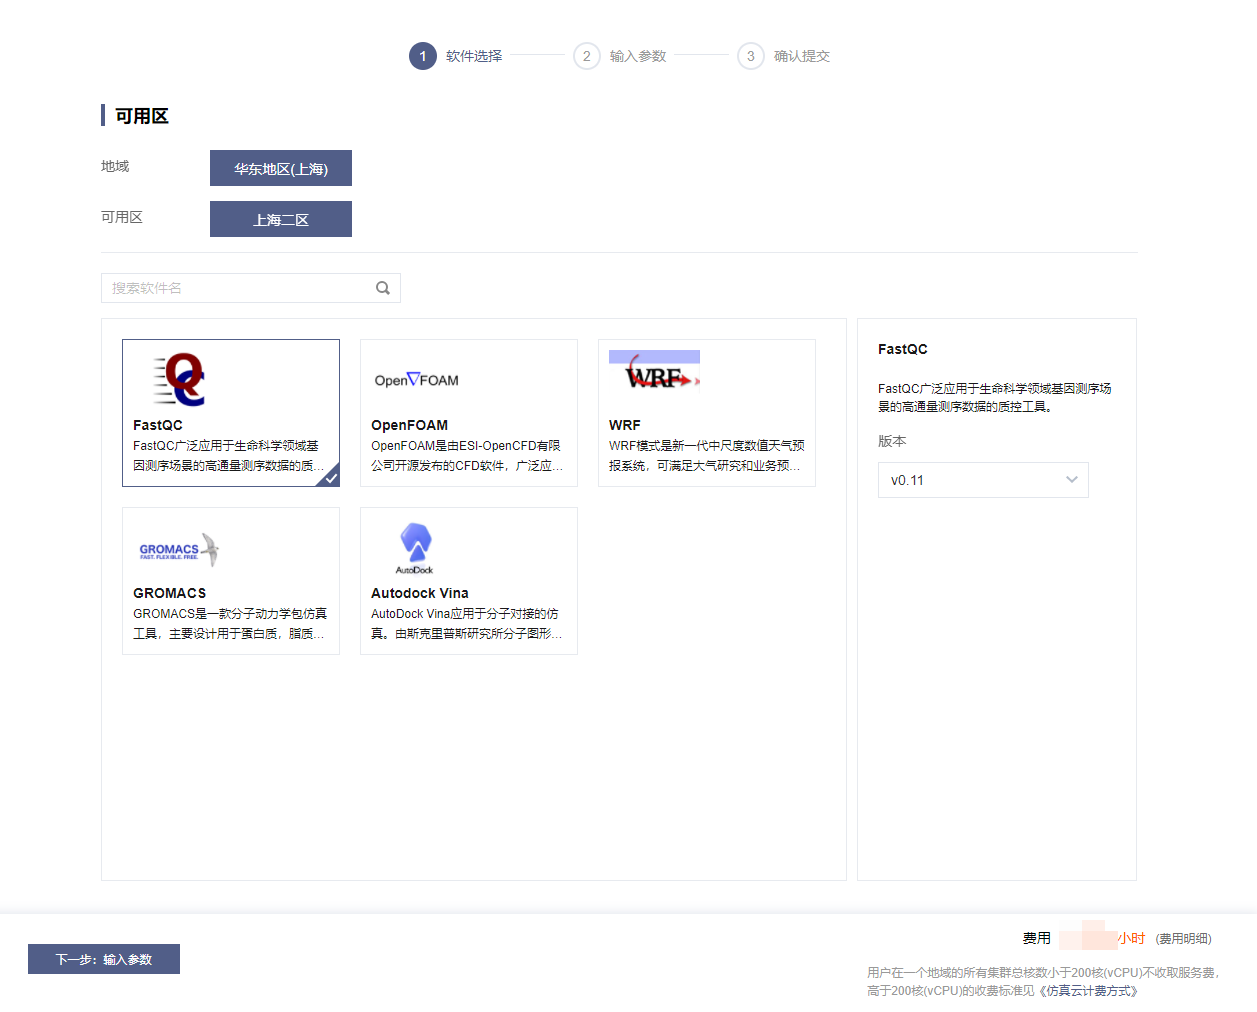 1 软件选择 2 输入参数 3 确认提交
可用区
地域 华东地区(上海)
可用区 上海二区
搜索软件名
FastQC
FastQC广泛应用于生命科学领域基
因测序场景的高通量测序数据的质...
OpenFOAM
OpenFOAM
OpenFOAM是由ESI-OpenCFD有限
公司开源发布的CFD软件，广泛应...
WRF
WRF
WRF模式是新一代中尺度数值天气预
报系统，可满足大气研究和业务预...
GROMACS
FAST. FLEXIBLE. FREE.
GROMACS
GROMACS是一款分子动力学包仿真
工具，主要设计用于蛋白质，脂质...
AutoDock
Autodock Vina
AutoDock Vina应用于分子对接的仿
真。由斯克里普斯研究所分子图形...
FastQC
FastQC广泛应用于生命科学领域基因测序场
景的高通量测序数据的质控工具。
版本
v0.11
下一步：输入参数
费用 小时 (费用明细)
用户在一个地域的所有集群总核数小于200核(vCPU)不收取服务费，
高于200核(vCPU)的收费标准见《仿真云计费方式》